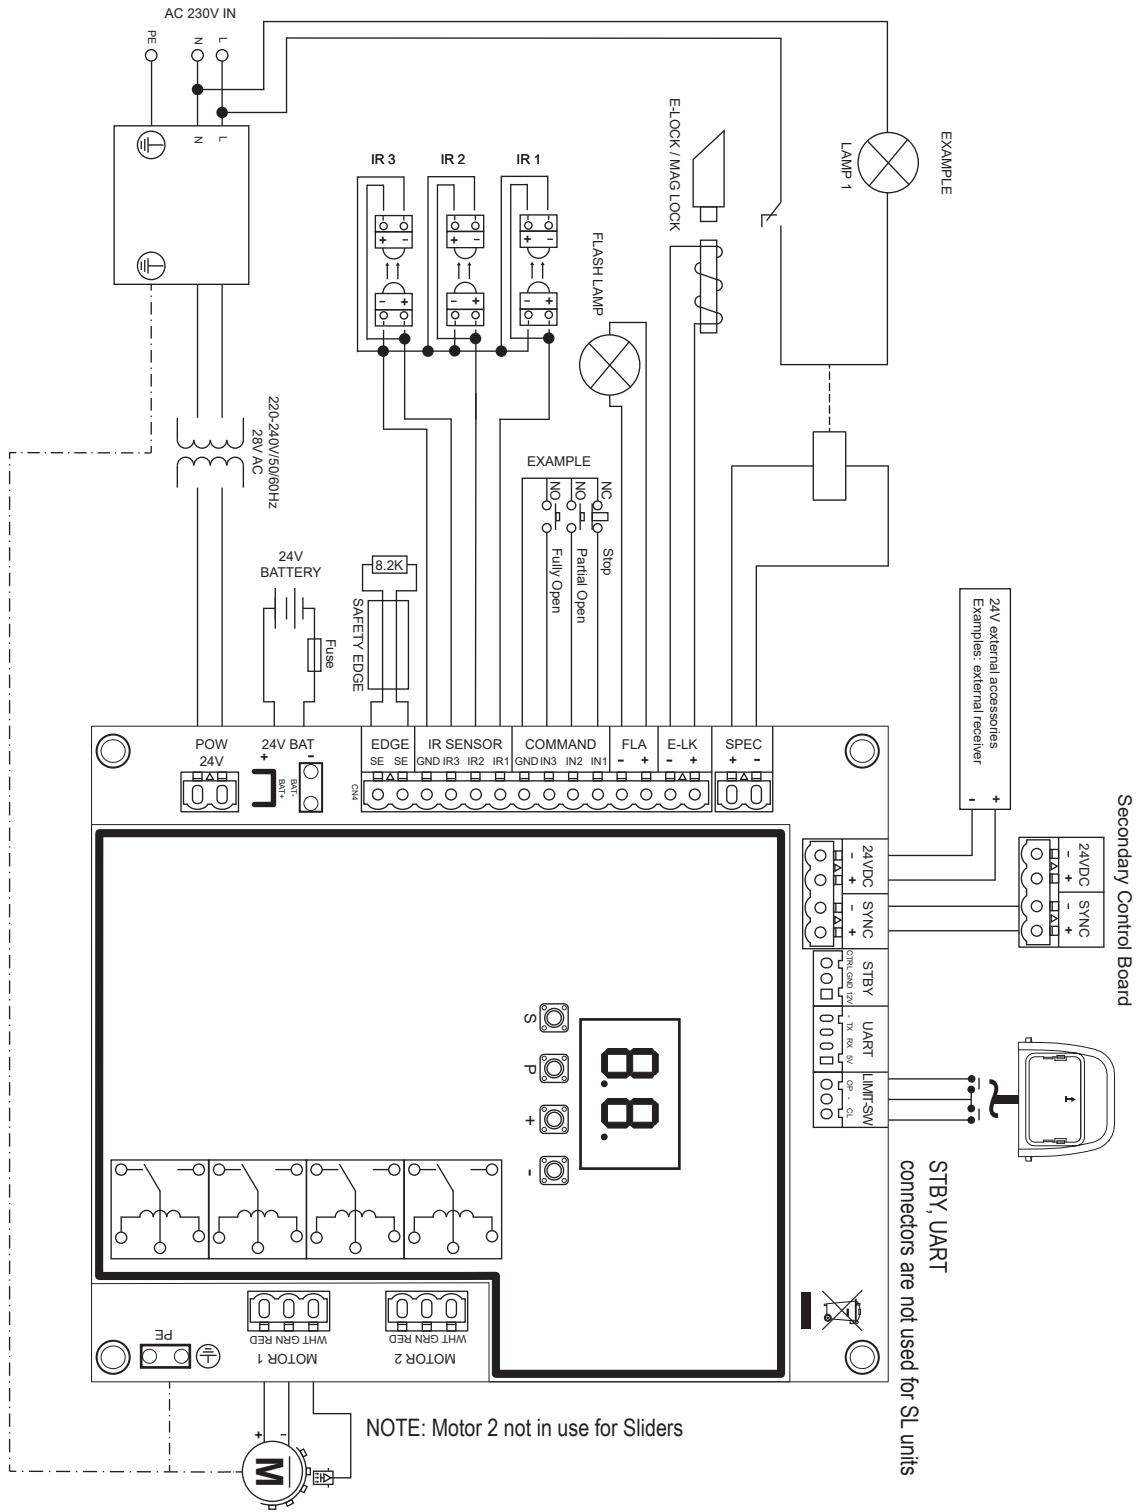 AC 230V IN
PE
N
L
N
L
EXAMPLE
LAMP 1
E-LOCK / MAG LOCK
IR 3
IR 2
IR 1
+ -
+ -
+ -
- +
- +
- +
FLASH LAMP
220-240V/50/60Hz
28V AC
EXAMPLE
NO
NO
NC
Fully Open
Partial Open
Stop
24V
BATTERY
Fuse
8.2K
SAFETY EDGE
24V external accessories
Examples: external receiver
- +
Secondary Control Board
24VDC
SYNC
- + - +
POW
24V
24V BAT
+ -
BAT+
BAT-
EDGE
SE SE
IR SENSOR
GND IR3 IR2 IR1
COMMAND
GND IN3 IN2 IN1
FLA
- +
E-LK
- +
SPEC
+ -
CN4
24VDC
- +
SYNC
- +
STBY
CTRL GND 12V
UART
- TX RX 5V
LIMIT-SW
OP - CL
STBY, UART
connectors are not used for SL units
8.8.
S
P
+
-
PE
WHT GRN RED
MOTOR 1
WHT GRN RED
MOTOR 2
NOTE: Motor 2 not in use for Sliders
+ -
M